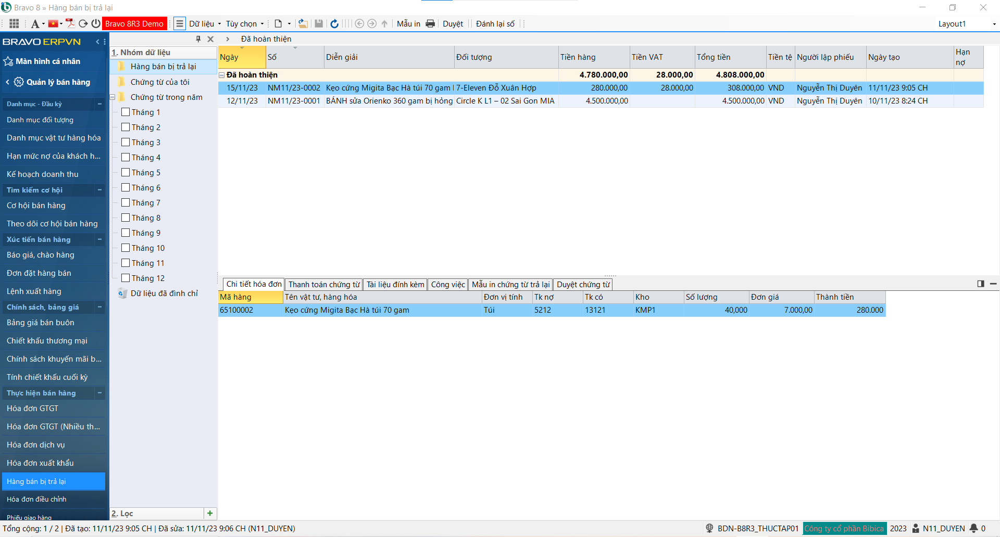 Bravo 8 » Hàng bán bị trả lại
A
Bravo 8R3 Demo
Dữ liệu
Tùy chọn
Mẫu in
Duyệt
Đánh lại số
Layout1
BRAVO ERPVN
Màn hình cá nhân
Quản lý bán hàng
Danh mục - Đầu kỳ
Danh mục đối tượng
Danh mục vật tư hàng hóa
Hạn mức nợ của khách h...
Kế hoạch doanh thu
Tìm kiếm cơ hội
Cơ hội bán hàng
Theo dõi cơ hội bán hàng
Xúc tiến bán hàng
Báo giá, chào hàng
Đơn đặt hàng bán
Lệnh xuất hàng
Chính sách, bảng giá
Bảng giá bán buôn
Chiết khấu thương mại
Chính sách khuyến mãi b...
Tính chiết khấu cuối kỳ
Thực hiện bán hàng
Hóa đơn GTGT
Hóa đơn GTGT (Nhiều th...
Hóa đơn dịch vụ
Hóa đơn xuất khẩu
Hàng bán bị trả lại
Hóa đơn điều chỉnh
Phiếu giao hàng
1. Nhóm dữ liệu
Hàng bán bị trả lại
Chứng từ của tôi
Chứng từ trong năm
Tháng 1
Tháng 2
Tháng 3
Tháng 4
Tháng 5
Tháng 6
Tháng 7
Tháng 8
Tháng 9
Tháng 10
Tháng 11
Tháng 12
Dữ liệu đã đình chỉ
2. Lọc
Đã hoàn thiện
Ngày Số Diễn giải Đối tượng Tiền hàng Tiền VAT Tổng tiền Tiền tệ Người lập phiếu Ngày tạo Hạn nợ
Đã hoàn thiện 4.780.000,00 28.000,00 4.808.000,00
15/11/23 NM11/23-0002 Kẹo cứng Migita Bạc Hà túi 70 gam 7-Eleven Đỗ Xuân Hợp 280.000,00 28.000,00 308.000,00 VND Nguyễn Thị Duyên 11/11/23 9:05 CH
12/11/23 NM11/23-0001 BÁNH sửa Orienko 360 gam bị hỏng Circle K L1 – 02 Sai Gon MIA 4.500.000,00 4.500.000,00 VND Nguyễn Thị Duyên 10/11/23 8:24 CH
Chi tiết hóa đơn Thanh toán chứng từ Tài liệu đính kèm Công việc Mẫu in chứng từ trả lại Duyệt chứng từ
Mã hàng Tên vật tư, hàng hóa Đơn vị tính Tk nợ Tk có Kho Số lượng Đơn giá Thành tiền
65100002 Kẹo cứng Migita Bạc Hà túi 70 gam Túi 5212 13121 KMP1 40,000 7.000,00 280.000
Tổng cộng: 1 / 2 | Đã tạo: 11/11/23 9:05 CH | Đã sửa: 11/11/23 9:06 CH (N11_DUYEN)
BDN-B8R3_THUCTAP01 Công ty cổ phần Bibica 2023 N11_DUYEN 0